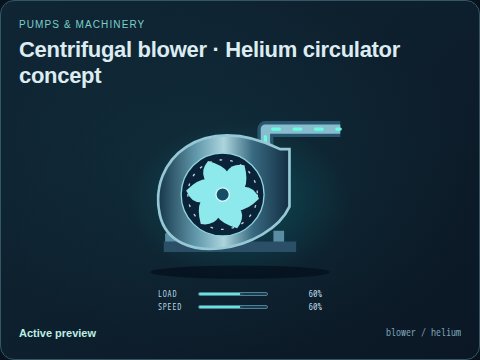 PUMPS & MACHINERY
Centrifugal blower · Helium circulator
concept
LOAD 60%
SPEED 60%
Active preview
blower / helium